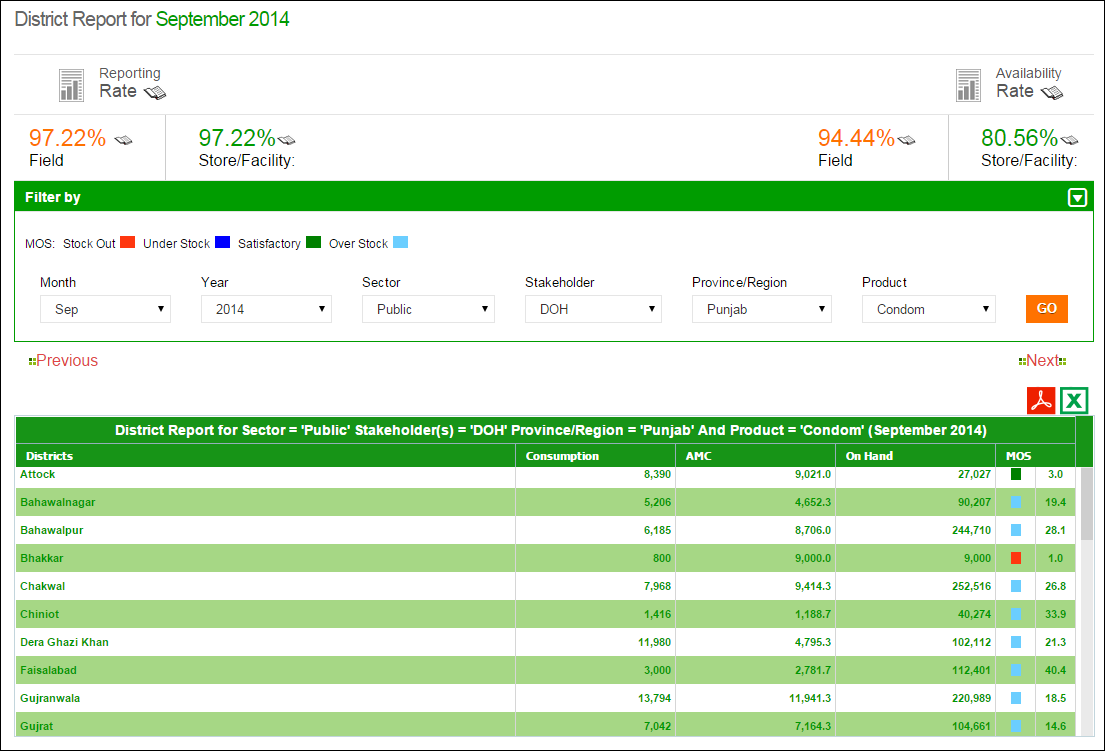 District Report for September 2014
Reporting
Rate
Availability
Rate
97.22%
Field
97.22%
Store/Facility:
94.44%
Field
80.56%
Store/Facility:
Filter by
MOS: Stock Out Under Stock Satisfactory Over Stock
Month Year Sector Stakeholder Province/Region Product
Sep 2014 Public DOH Punjab Condom GO
Previous Next
District Report for Sector = 'Public' Stakeholder(s) = 'DOH' Province/Region = 'Punjab' And Product = 'Condom' (September 2014)
Districts Consumption AMC On Hand MOS
Attock 8,390 9,021.0 27,027 3.0
Bahawalnagar 5,206 4,652.3 90,207 19.4
Bahawalpur 6,185 8,706.0 244,710 28.1
Bhakkar 800 9,000.0 9,000 1.0
Chakwal 7,968 9,414.3 252,516 26.8
Chiniot 1,416 1,188.7 40,274 33.9
Dera Ghazi Khan 11,980 4,795.3 102,112 21.3
Faisalabad 3,000 2,781.7 112,401 40.4
Gujranwala 13,794 11,941.3 220,989 18.5
Gujrat 7,042 7,164.3 104,661 14.6